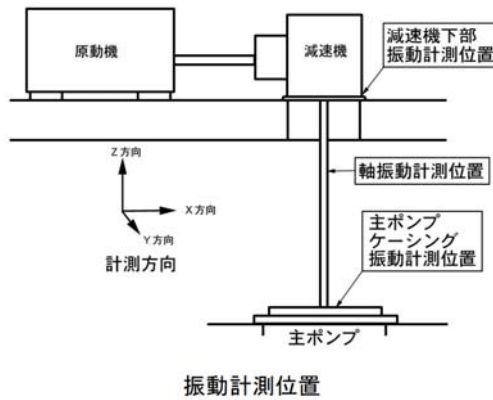 原動機
減速機
減速機下部
振動計測位置
Z方向
X方向
Y方向
計測方向
軸振動計測位置
主ポンプ
ケーシング
振動計測位置
主ポンプ
振動計測位置